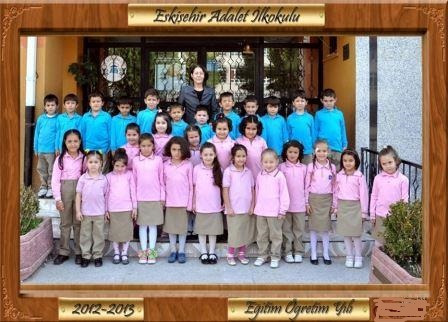 Eskişehir Adalet İlkokulu
2012-2013
Eğitim Öğretim Yılı